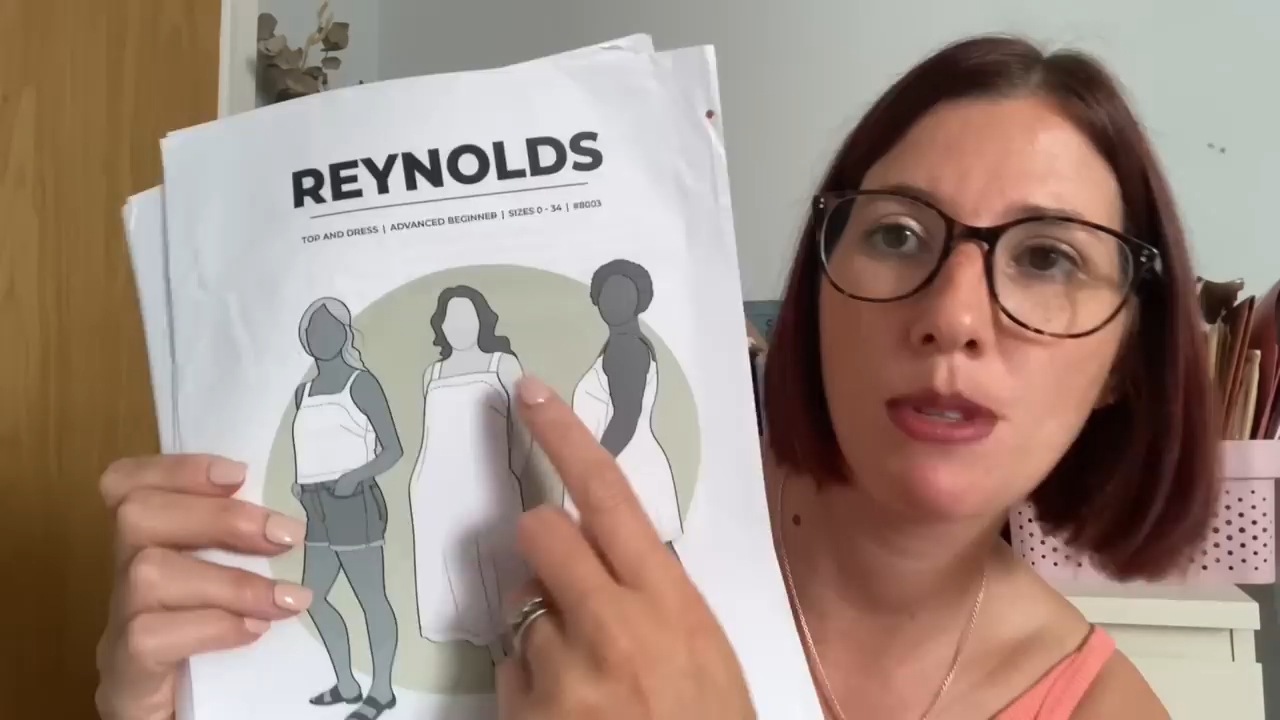 REYNOLDS
TOP AND DRESS | ADVANCED BEGINNER | SIZES 0 - 34 | #8003